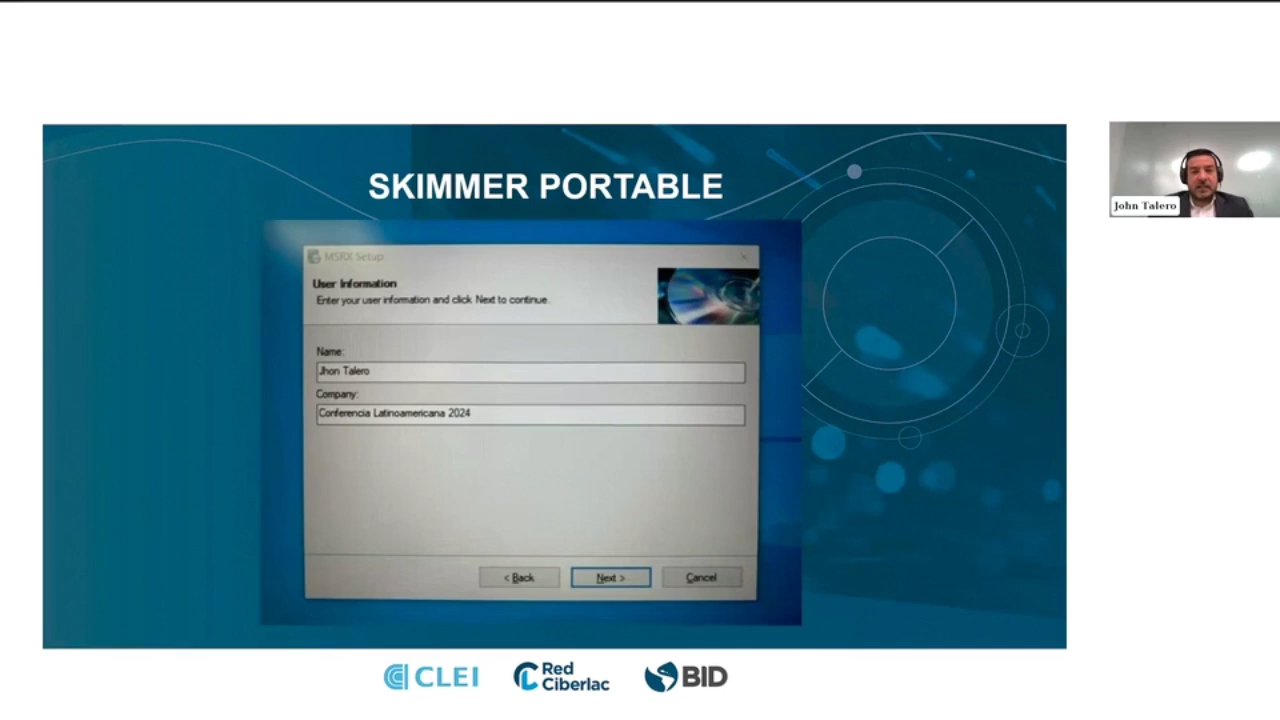 SKIMMER PORTABLE
MSRX Setup
User Information
Enter your user information and click Next to continue.
Name:
Jhon Talero
Company:
Conferencia Latinoamericana 2024
< Back
Next >
Cancel
John Talero
CLEI
Red
Ciberlac
BID